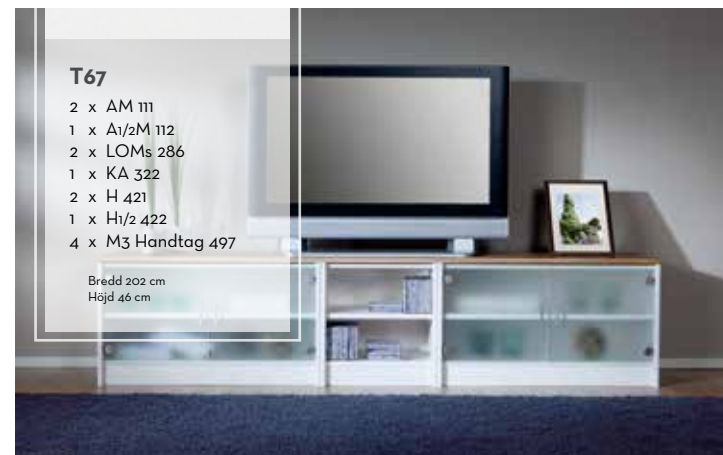 T67
2 x AM 111
1 x A1/2M 112
2 x LOMs 286
1 x KA 322
2 x H 421
1 x H1/2 422
4 x M3 Handtag 497
Bredd 202 cm
Höjd 46 cm